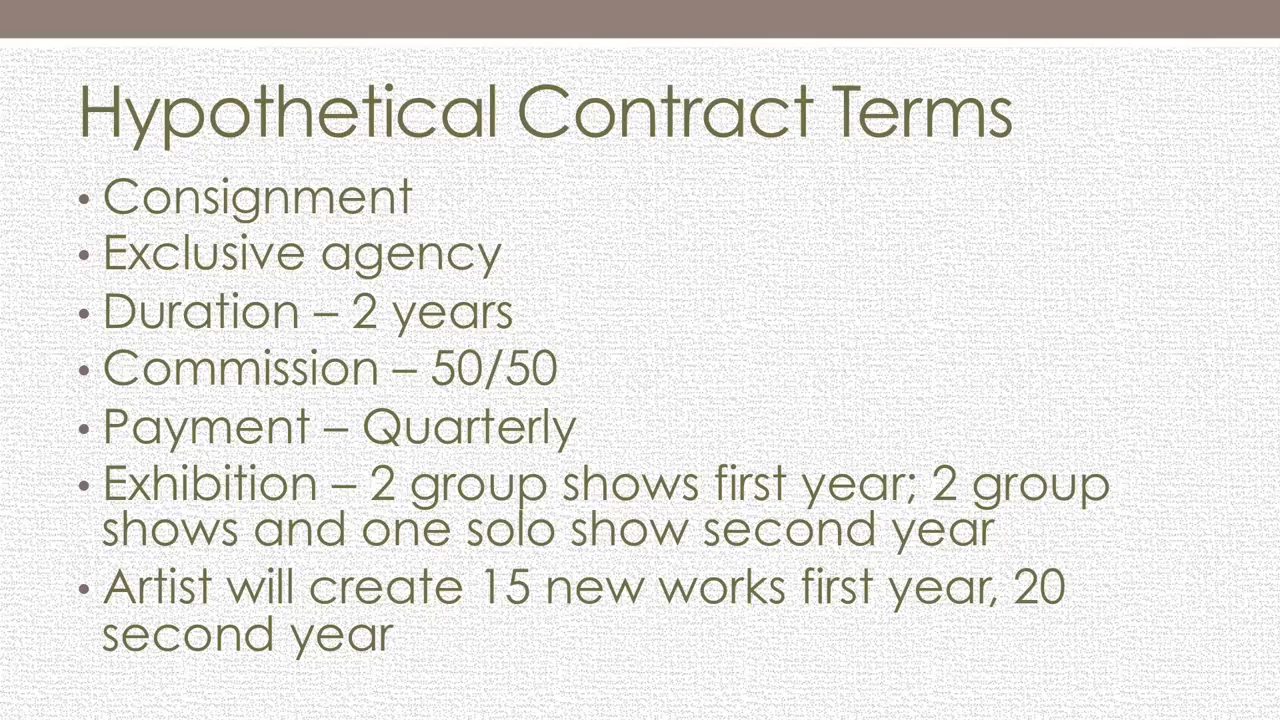 Hypothetical Contract Terms
• Consignment
• Exclusive agency
• Duration – 2 years
• Commission – 50/50
• Payment – Quarterly
• Exhibition – 2 group shows first year; 2 group
shows and one solo show second year
• Artist will create 15 new works first year, 20
second year